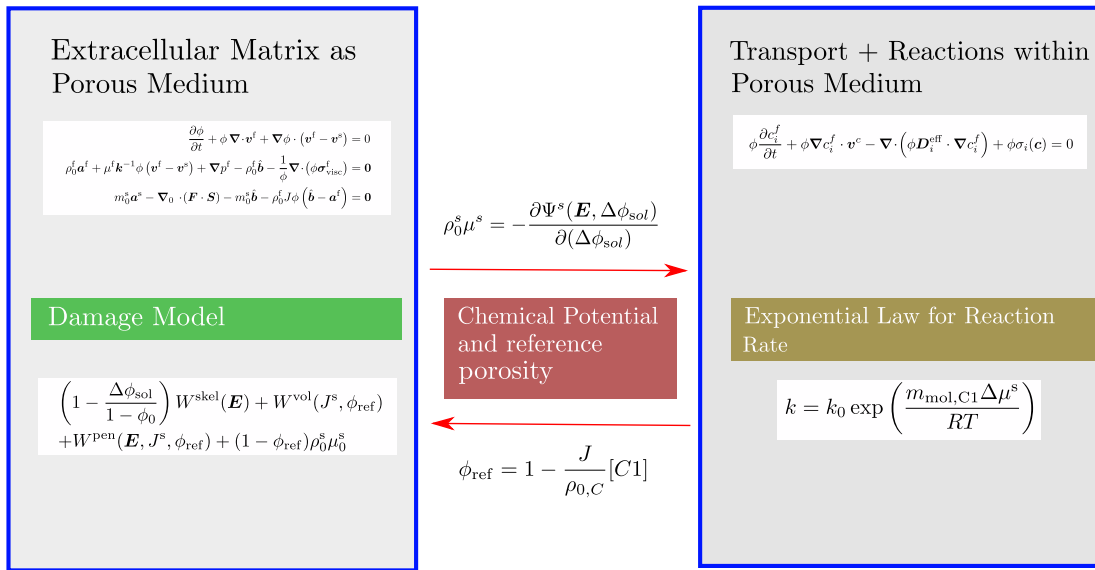 Extracellular Matrix as
Porous Medium
∂ϕ/∂t + ϕ ∇·v^f + ∇ϕ · (v^f − v^s) = 0
ρ_0^f a^f + μ^f k^{-1} ϕ (v^f − v^s) + ∇p^f − ρ_0^f b̂ − 1/ϕ ∇·(ϕσ_visc^f) = 0
m_0^s a^s − ∇_0 ·(F · S) − m_0^s b̂ − ρ_0^f Jϕ (b̂ − a^f) = 0
Damage Model
(1 − Δϕ_sol/(1 − ϕ_0)) W^skel(E) + W^vol(J^s, ϕ_ref)
+W^pen(E, J^s, ϕ_ref) + (1 − ϕ_ref)ρ_0^s μ_0^s
ρ_0^s μ^s = − ∂Ψ^s(E, Δϕ_sol)/∂(Δϕ_sol)
Chemical Potential
and reference
porosity
ϕ_ref = 1 − J/ρ_{0,C} [C1]
Transport + Reactions within
Porous Medium
ϕ ∂c_i^f/∂t + ϕ∇c_i^f · v^c − ∇ · (ϕD_i^eff · ∇c_i^f) + ϕσ_i(c) = 0
Exponential Law for Reaction
Rate
k = k_0 exp (m_{mol,C1} Δμ^s / RT)